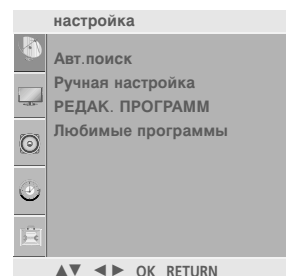 настройка
Авт.поиск
Ручная настройка
РЕДАК. ПРОГРАММ
Любимые программы
▲▼ ◄► OK RETURN